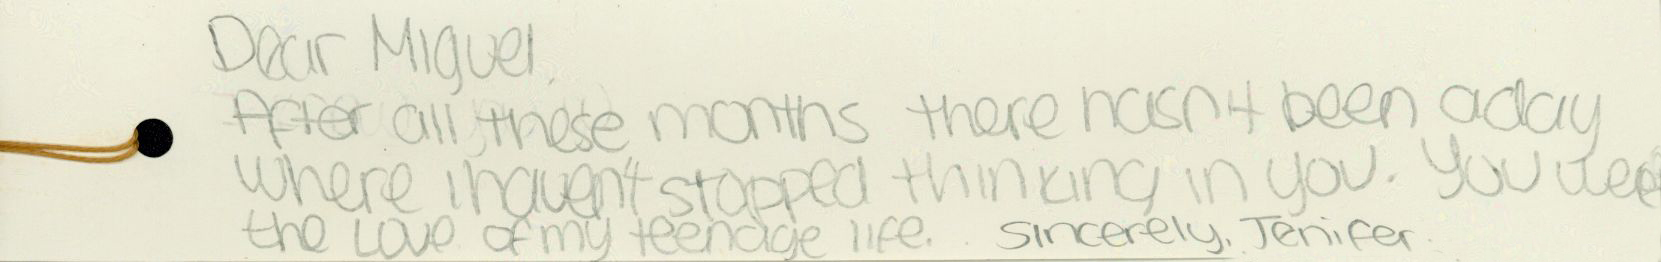 Dear Miguel,
After all these months there hasn't been a day
Where i haven't stopped thinking in you. You were
the Love of my teenage life. Sincerely, Jenifer.